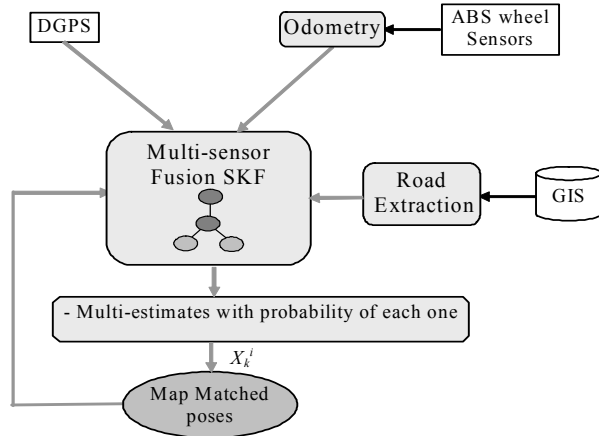 DGPS
Odometry
ABS wheel
Sensors
Multi-sensor
Fusion SKF
Road
Extraction
GIS
- Multi-estimates with probability of each one
X_k^i
Map Matched
poses